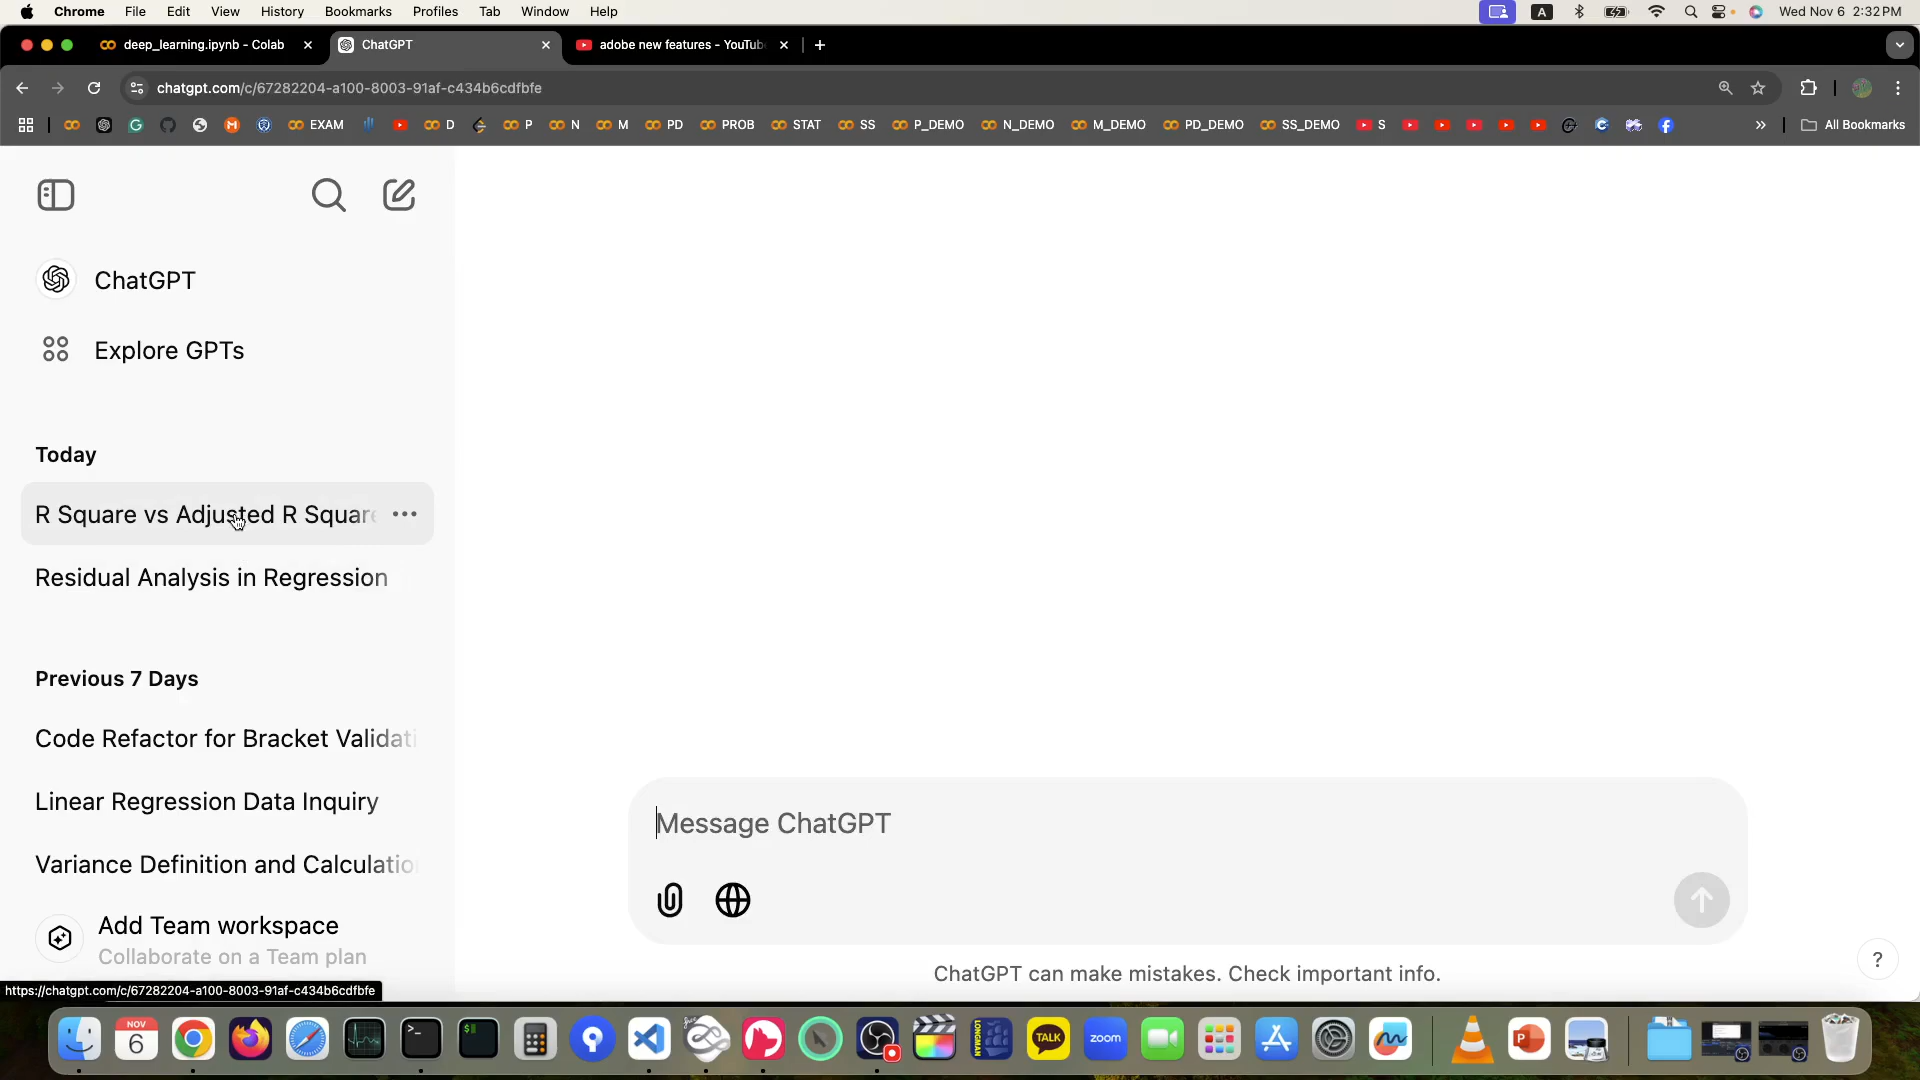 Chrome File Edit View History Bookmarks Profiles Tab Window Help
A
Wed Nov 6 2:32 PM
deep_learning.ipynb - Colab
ChatGPT
adobe new features - YouTub
chatgpt.com/c/67282204-a100-8003-91af-c434b6cdfbfe
EXAM D P N M PD PROB STAT SS P_DEMO N_DEMO M_DEMO PD_DEMO SS_DEMO S All Bookmarks
ChatGPT
Explore GPTs
Today
R Square vs Adjusted R Square
Residual Analysis in Regression
Previous 7 Days
Code Refactor for Bracket Validati
Linear Regression Data Inquiry
Variance Definition and Calculatio
Add Team workspace
Collaborate on a Team plan
Message ChatGPT
ChatGPT can make mistakes. Check important info.
?
https://chatgpt.com/c/67282204-a100-8003-91af-c434b6cdfbfe
NOV
6
LONGMAN
TALK
zoom
P